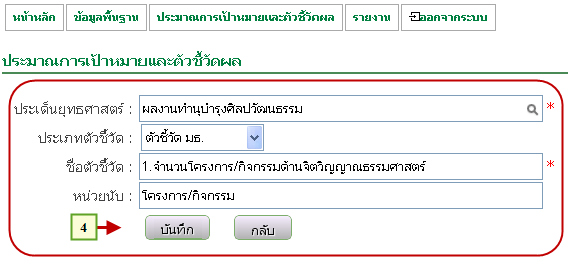 หน้าหลัก ข้อมูลพื้นฐาน ประมาณการเป้าหมายและตัวชี้วัดผล รายงาน ออกจากระบบ
ประมาณการเป้าหมายและตัวชี้วัดผล
ประเด็นยุทธศาสตร์ : ผลงานทำนุบำรุงศิลปวัฒนธรรม *
ประเภทตัวชี้วัด : ตัวชี้วัด มธ.
ชื่อตัวชี้วัด : 1.จำนวนโครงการ/กิจกรรมด้านจิตวิญญาณธรรมศาสตร์ *
หน่วยนับ : โครงการ/กิจกรรม
4 บันทึก กลับ